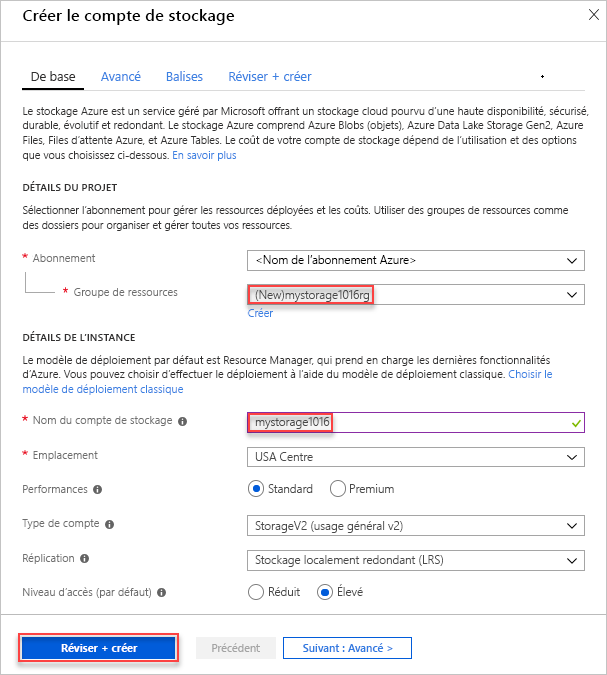 Créer le compte de stockage
De base
Avancé
Balises
Réviser + créer
Le stockage Azure est un service géré par Microsoft offrant un stockage cloud pourvu d'une haute disponibilité, sécurisé,
durable, évolutif et redondant. Le stockage Azure comprend Azure Blobs (objets), Azure Data Lake Storage Gen2, Azure
Files, Files d'attente Azure, et Azure Tables. Le coût de votre compte de stockage dépend de l'utilisation et des options
que vous choisissez ci-dessous. En savoir plus
DÉTAILS DU PROJET
Sélectionner l'abonnement pour gérer les ressources déployées et les coûts. Utiliser des groupes de ressources comme
des dossiers pour organiser et gérer toutes vos ressources.
* Abonnement
<Nom de l'abonnement Azure>
* Groupe de ressources
(New)mystorage1016rg
Créer
DÉTAILS DE L'INSTANCE
Le modèle de déploiement par défaut est Resource Manager, qui prend en charge les dernières fonctionnalités
d'Azure. Vous pouvez choisir d'effectuer le déploiement à l'aide du modèle de déploiement classique. Choisir le
modèle de déploiement classique
* Nom du compte de stockage
mystorage1016
* Emplacement
USA Centre
Performances
Standard
Premium
Type de compte
StorageV2 (usage général v2)
Réplication
Stockage localement redondant (LRS)
Niveau d'accès (par défaut)
Réduit
Élevé
Réviser + créer
Précédent
Suivant : Avancé >